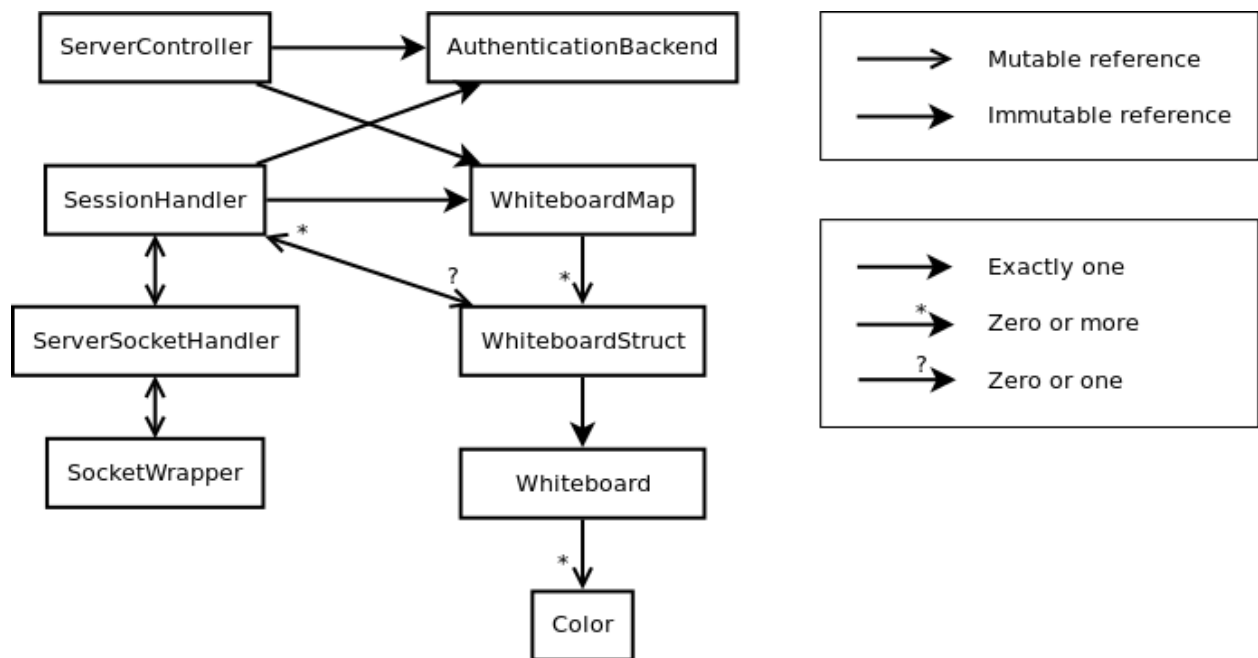 ServerController
AuthenticationBackend
SessionHandler
WhiteboardMap
*
?
*
ServerSocketHandler
WhiteboardStruct
SocketWrapper
Whiteboard
*
Color
Mutable reference
Immutable reference
Exactly one
*
Zero or more
?
Zero or one